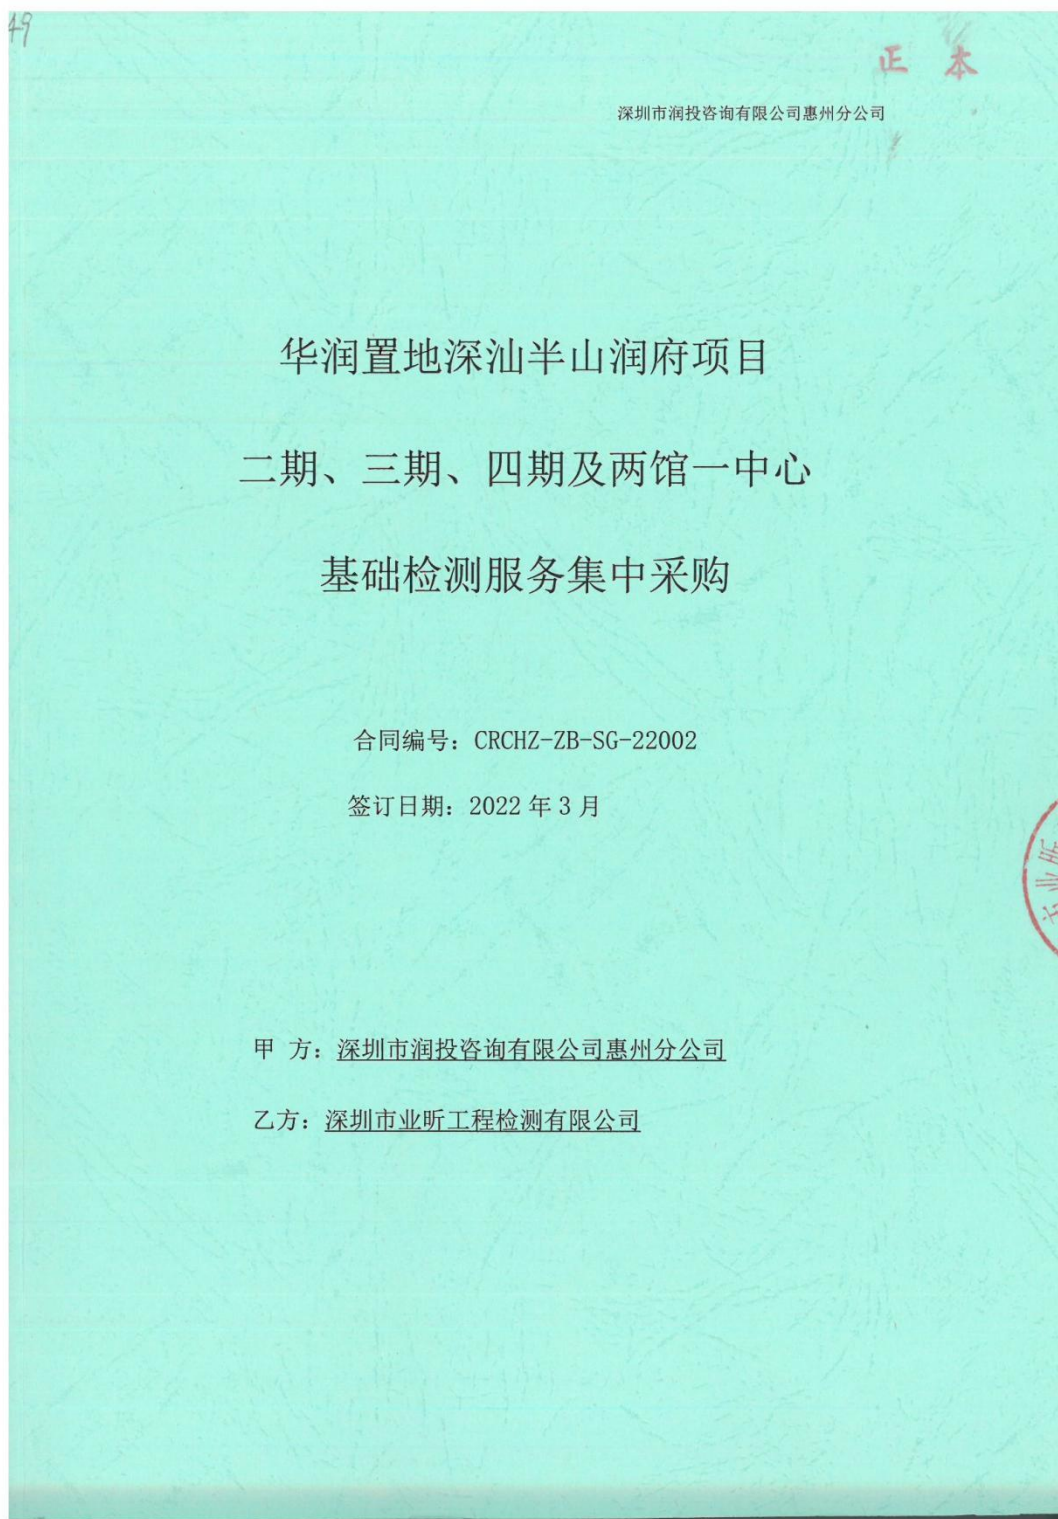 49
正 本
深圳市润投咨询有限公司惠州分公司
华润置地深汕半山润府项目
二期、三期、四期及两馆一中心
基础检测服务集中采购
合同编号：CRCHZ-ZB-SG-22002
签订日期：2022 年 3 月
市业昕
甲 方：深圳市润投咨询有限公司惠州分公司
乙方：深圳市业昕工程检测有限公司